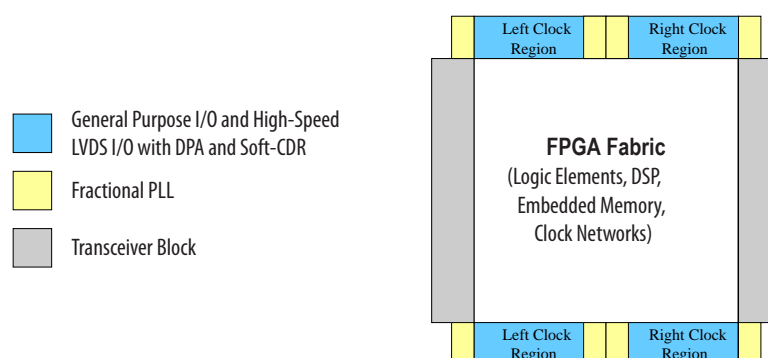 Left Clock
Region
Right Clock
Region
General Purpose I/O and High-Speed
LVDS I/O with DPA and Soft-CDR
Fractional PLL
Transceiver Block
FPGA Fabric
(Logic Elements, DSP,
Embedded Memory,
Clock Networks)
Left Clock
Region
Right Clock
Region